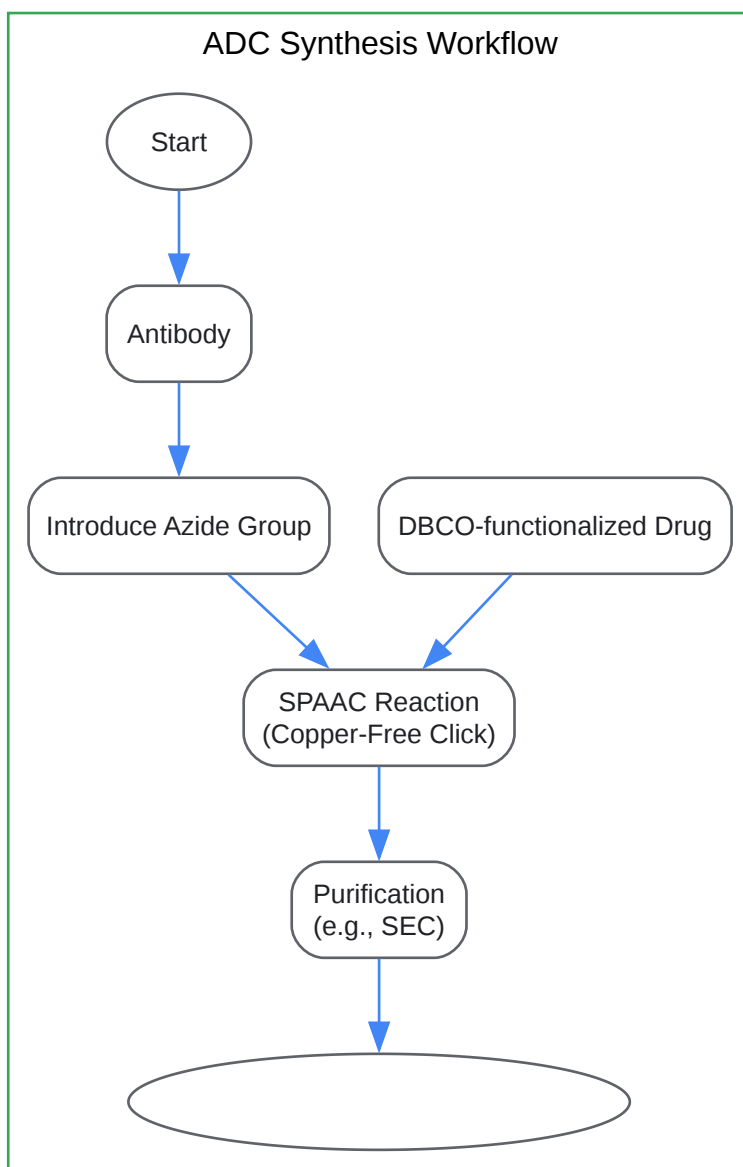 ADC Synthesis Workflow
Start
Antibody
Introduce Azide Group
DBCO-functionalized Drug
SPAAC Reaction
(Copper-Free Click)
Purification
(e.g., SEC)